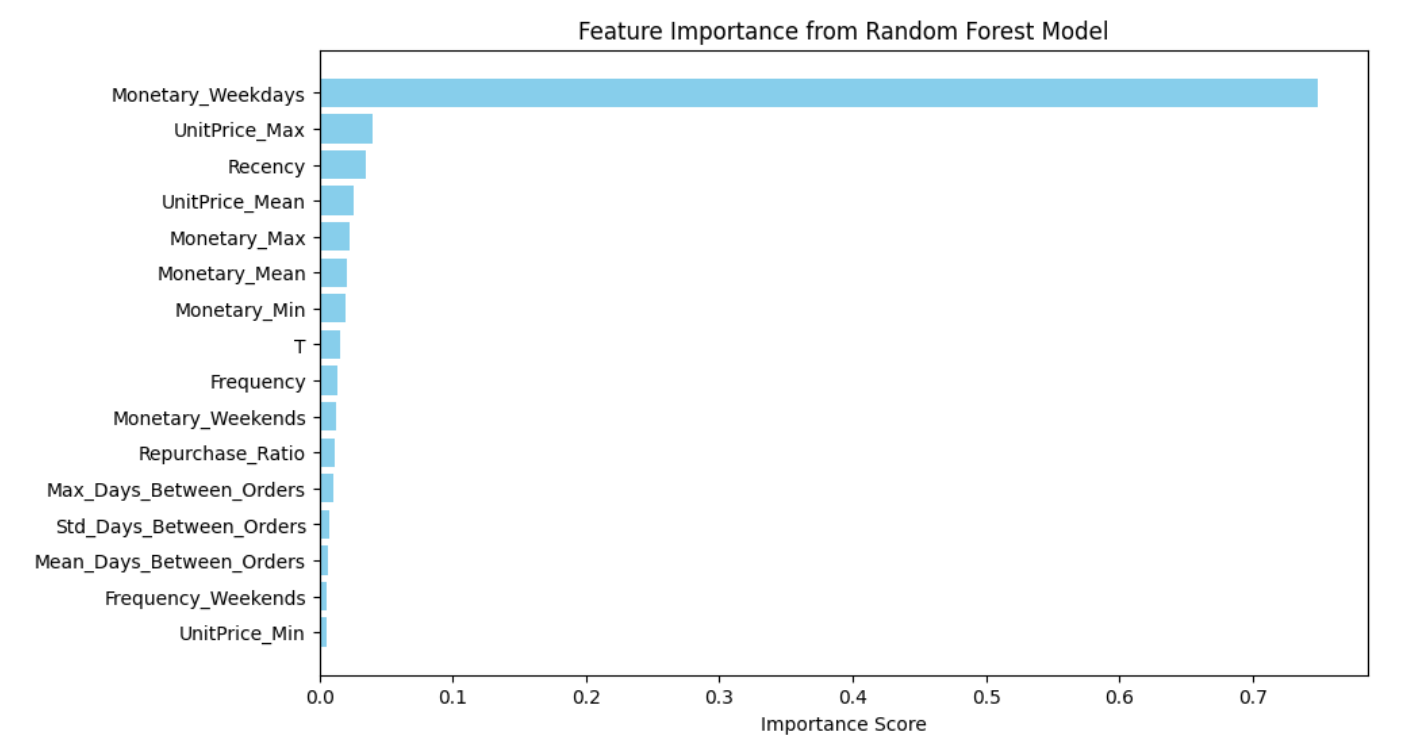 Feature Importance from Random Forest Model
Monetary_Weekdays
UnitPrice_Max
Recency
UnitPrice_Mean
Monetary_Max
Monetary_Mean
Monetary_Min
T
Frequency
Monetary_Weekends
Repurchase_Ratio
Max_Days_Between_Orders
Std_Days_Between_Orders
Mean_Days_Between_Orders
Frequency_Weekends
UnitPrice_Min
0.0 0.1 0.2 0.3 0.4 0.5 0.6 0.7
Importance Score